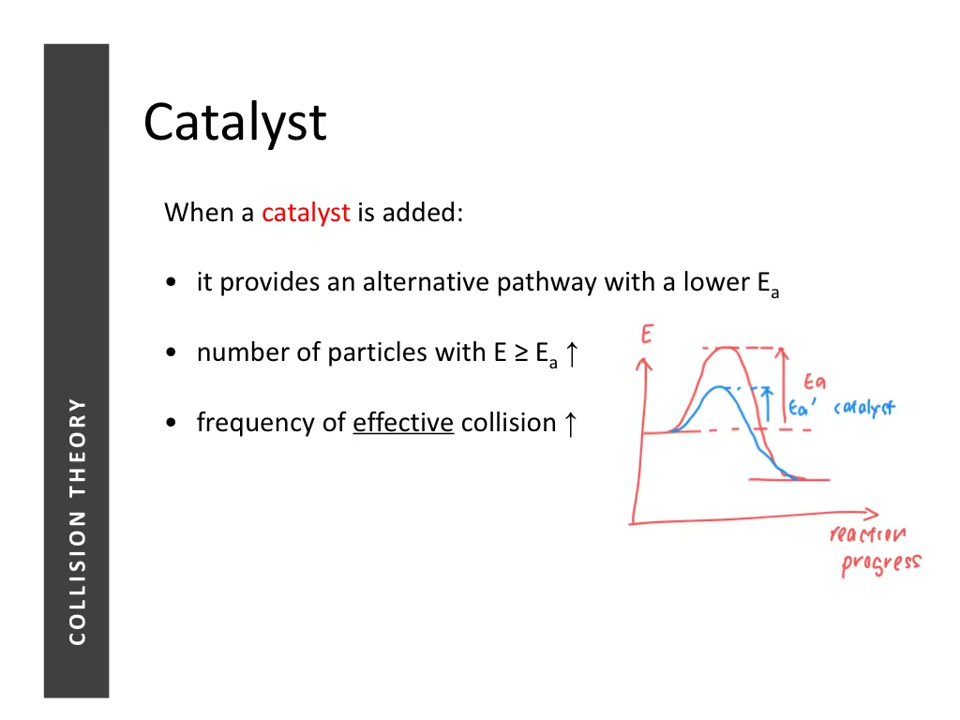 COLLISION THEORY
Catalyst
When a catalyst is added:
• it provides an alternative pathway with a lower Ea
• number of particles with E ≥ Ea ↑
• frequency of effective collision ↑
E
Ea
Ea' catalyst
reaction
progress